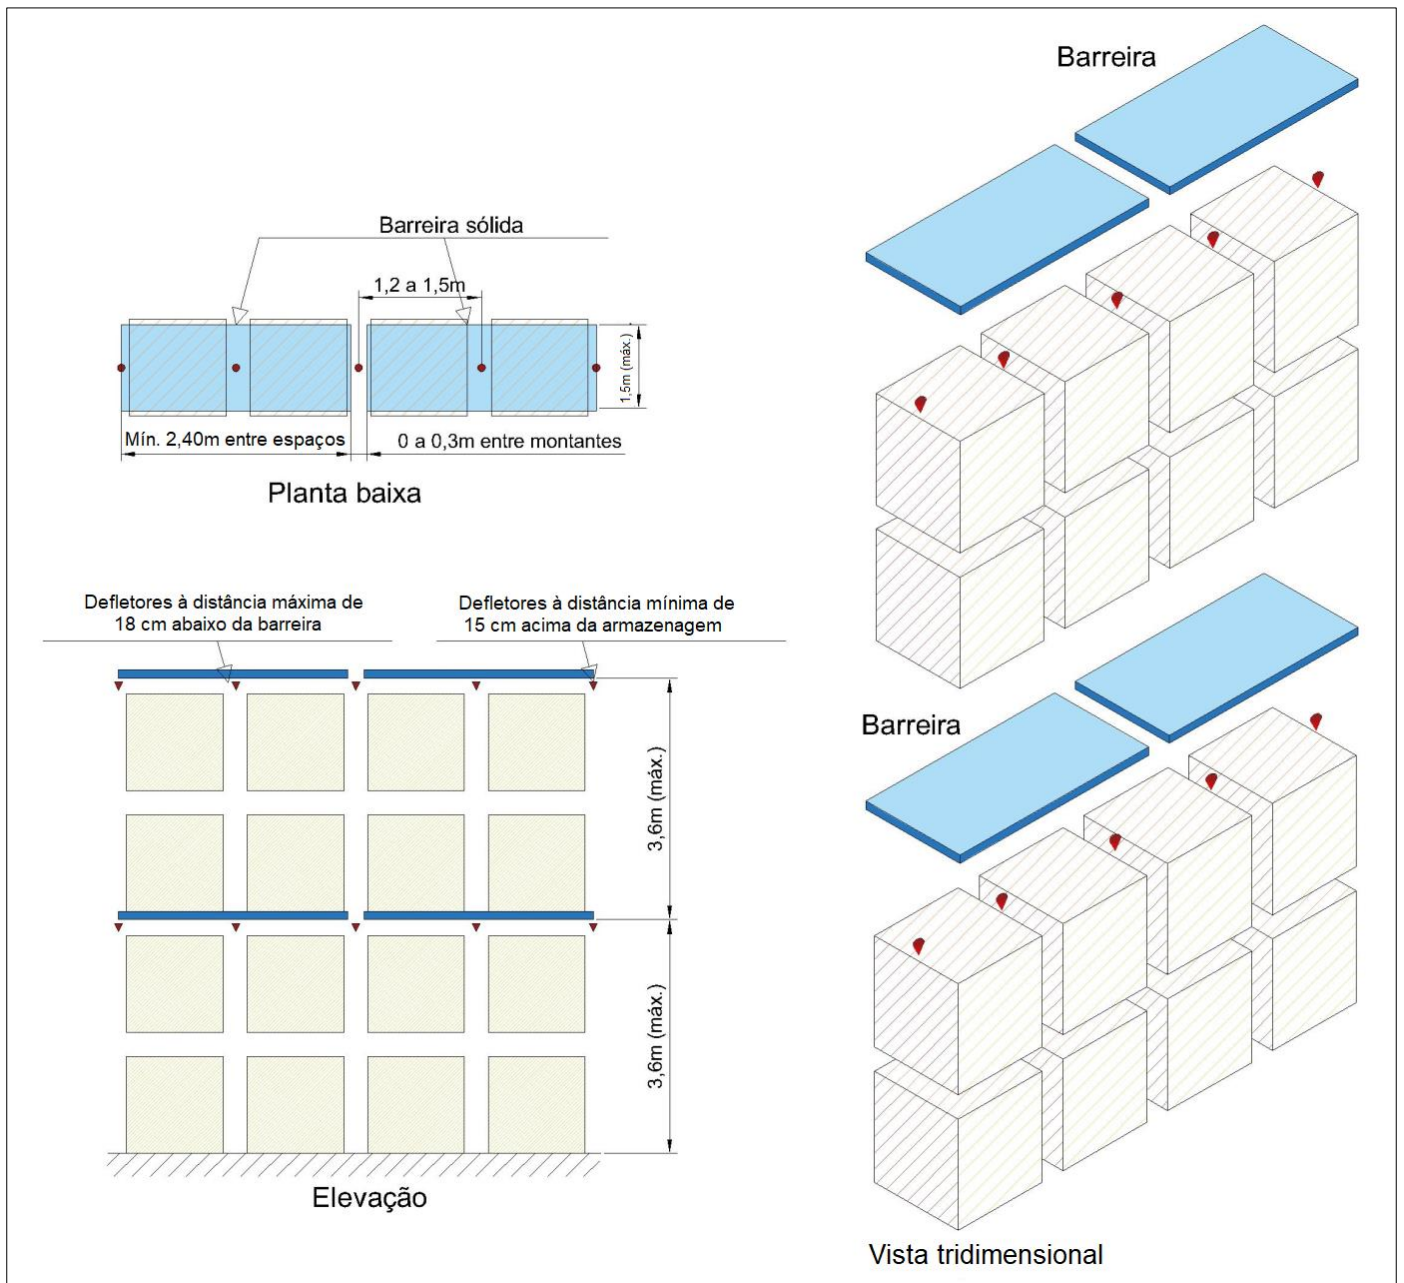 Barreira
Barreira sólida
1,2 a 1,5m
1,5m (máx.)
Mín. 2,40m entre espaços
0 a 0,3m entre montantes
Planta baixa
Defletores à distância máxima de
18 cm abaixo da barreira
Defletores à distância mínima de
15 cm acima da armazenagem
3,6m (máx.)
3,6m (máx.)
Elevação
Barreira
Vista tridimensional